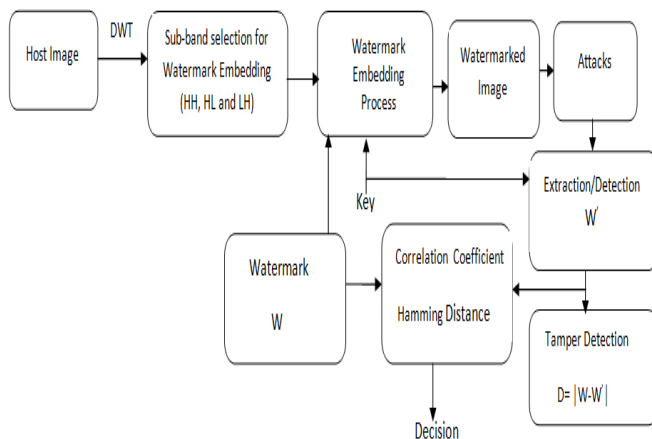 DWT
Host Image
Sub-band selection for
Watermark Embedding
(HH, HL and LH)
Watermark
Embedding
Process
Watermarked
Image
Attacks
Key
Extraction/Detection
W'
Watermark
W
Correlation Coefficient
Hamming Distance
Tamper Detection
D= |W-W'|
Decision